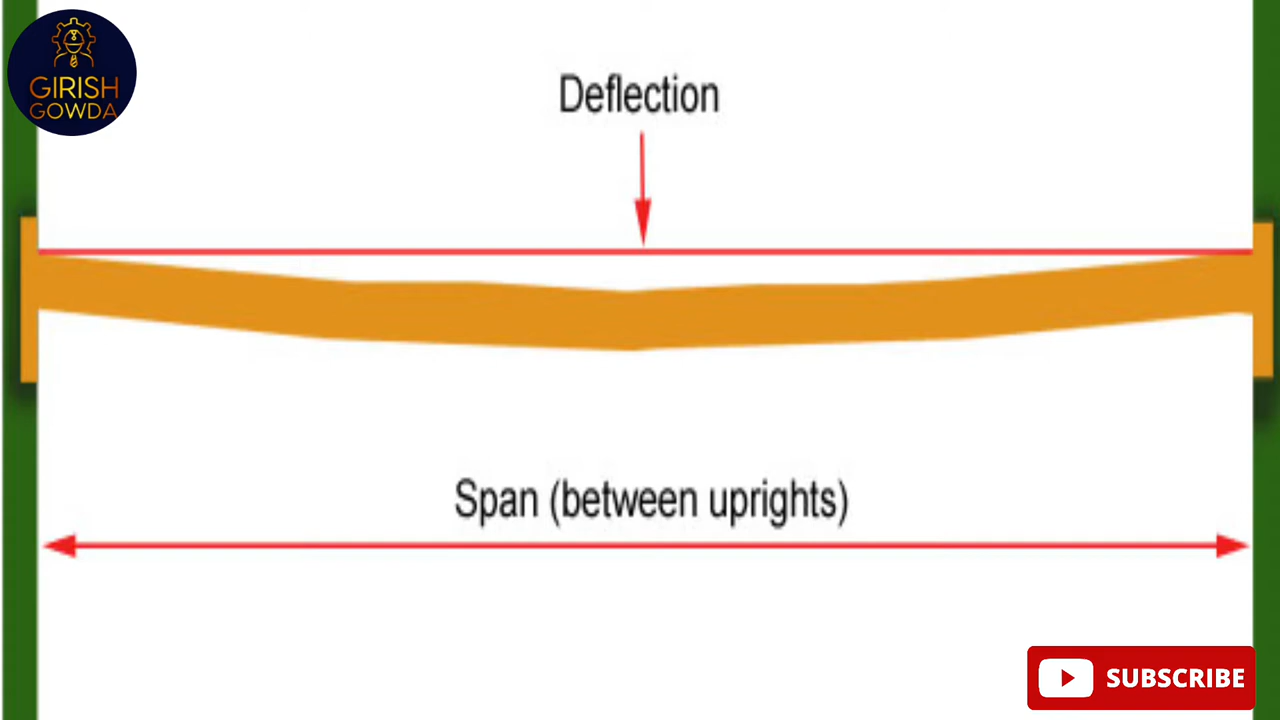 GIRISH
GOWDA
Deflection
Span (between uprights)
SUBSCRIBE